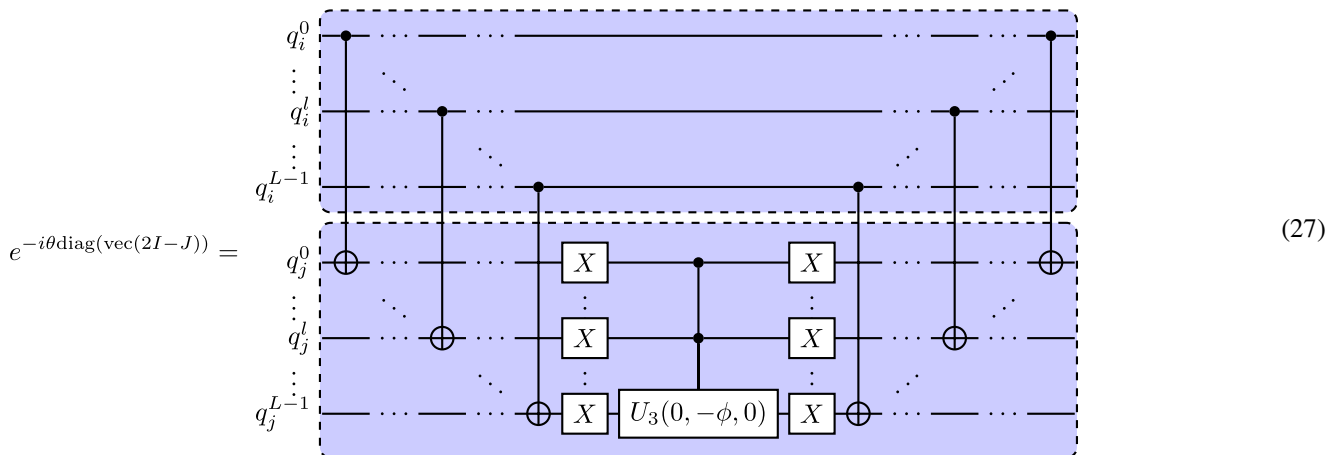 q_i^0
⋮
q_i^l
⋮
q_i^{L−1}
e^{−iθdiag(vec(2I−J))} =
(27)
q_j^0 X X
⋮
q_j^l X X
⋮
q_j^{L−1} X U_3(0, −ϕ, 0) X